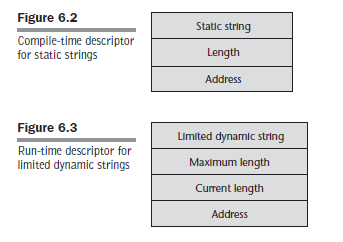 Figure 6.2
Compile-time descriptor
for static strings
Static string
Length
Address
Figure 6.3
Run-time descriptor for
limited dynamic strings
Limited dynamic string
Maximum length
Current length
Address